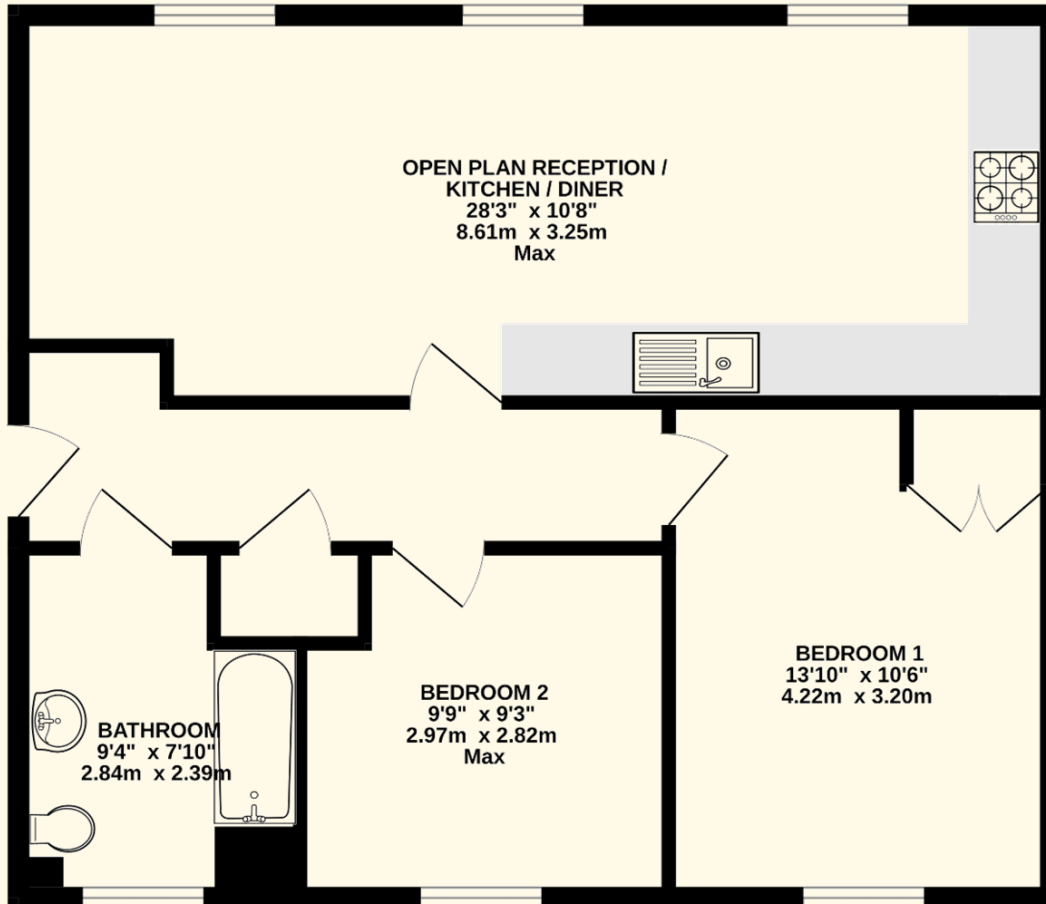 OPEN PLAN RECEPTION /
KITCHEN / DINER
28'3" x 10'8"
8.61m x 3.25m
Max
BEDROOM 1
13'10" x 10'6"
4.22m x 3.20m
BEDROOM 2
9'9" x 9'3"
2.97m x 2.82m
Max
BATHROOM
9'4" x 7'10"
2.84m x 2.39m